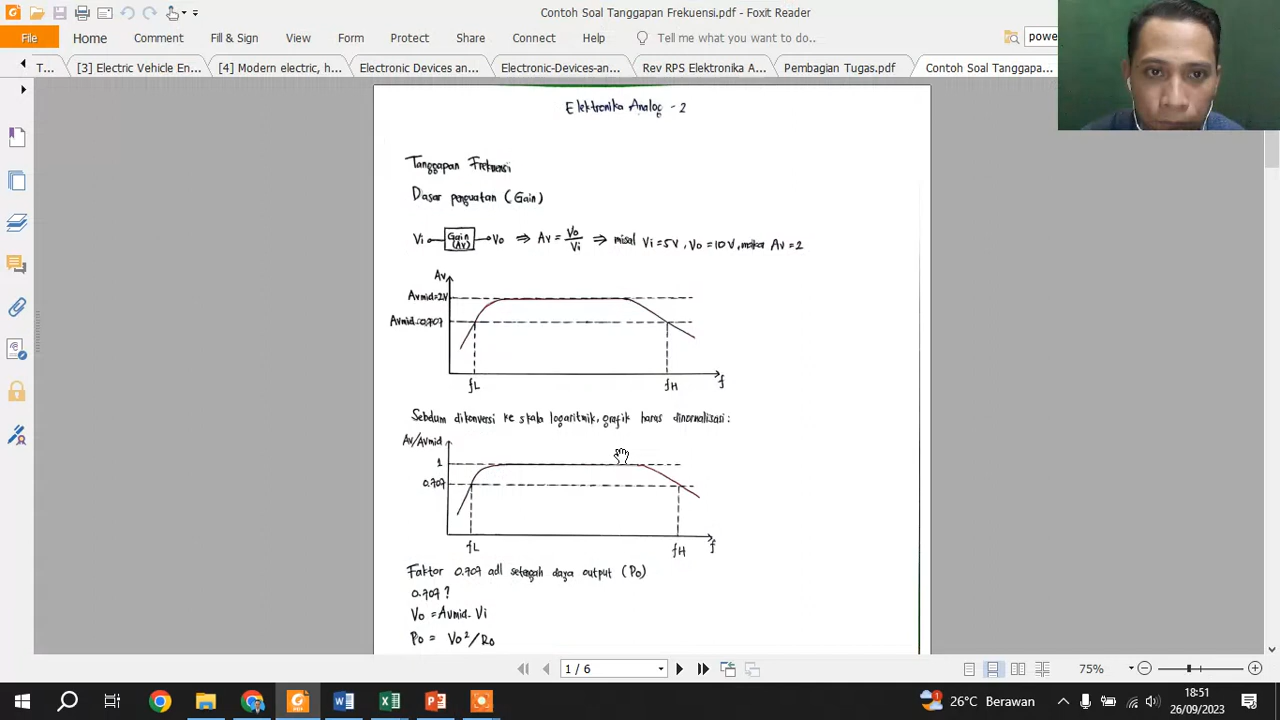 Contoh Soal Tanggapan Frekuensi.pdf - Foxit Reader
File Home Comment Fill & Sign View Form Protect Share Connect Help Tell me what you want to do... powe
T... [3] Electric Vehicle En... [4] Modern electric, h... Electronic Devices an... Electronic-Devices-an... Rev RPS Elektronika A... Pembagian Tugas.pdf Contoh Soal Tanggapa...
Elektronika Analog - 2
Tanggapan Frekuensi
Dasar penguatan (Gain)
Vi Gain (Av) Vo ⇒ Av = Vo/Vi ⇒ misal Vi = 5V, Vo = 10V, maka Av = 2
Av
Avmid=2V
Avmid=0.707
fL fH f
Sebelum dikonversi ke skala logaritmik, grafik harus dinormalisasi:
Av/Avmid
1
0.707
fL fH f
Faktor 0.707 adl setengah daya output (Po)
0.707?
Vo = Avmid. Vi
Po = Vo²/Ro
1 / 6
75%
26°C Berawan
18:51
26/09/2023